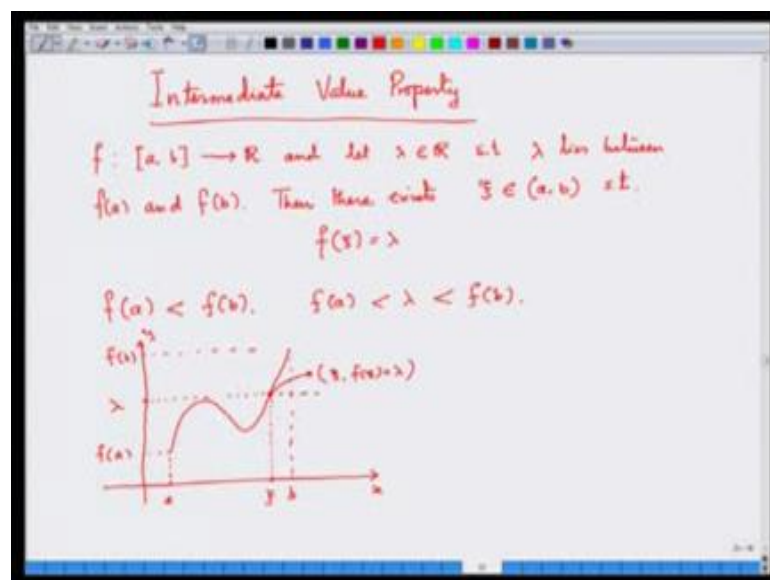 Intermediate Value Property
f : [a, b] → ℝ and let λ ∈ ℝ s.t λ lies between
f(a) and f(b). Then there exists ξ ∈ (a, b) s.t.
f(ξ) = λ
f(a) < f(b). f(a) < λ < f(b).
y
f(b)
(ξ, f(ξ)=λ)
λ
f(a)
a ξ b x